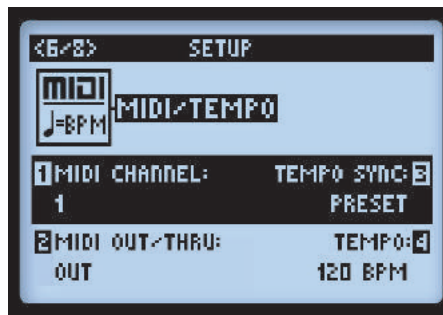 <6/8> SETUP
MIDI
♩=BPM
MIDI/TEMPO
1 MIDI CHANNEL: TEMPO SYNC: 3
1 PRESET
2 MIDI OUT/THRU: TEMPO: 4
OUT 120 BPM